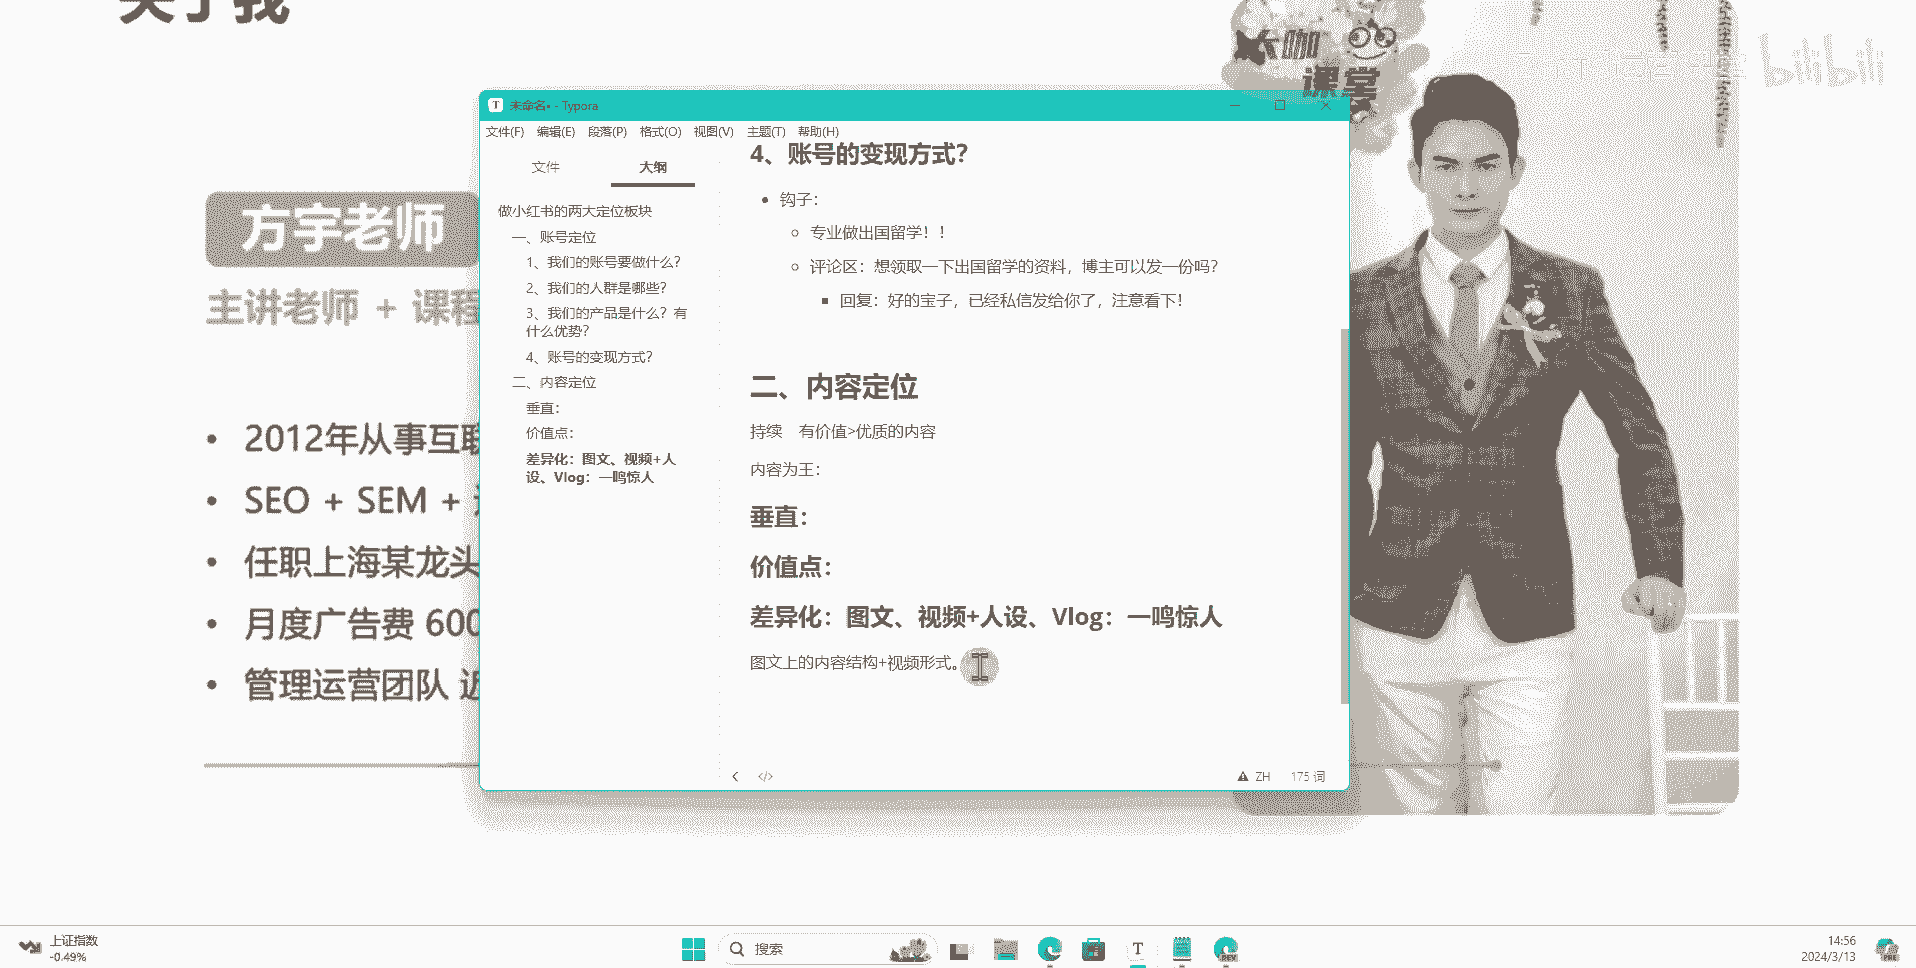 关于我
大咖
课堂
bilibili
方宇老师
主讲老师 + 课程
2012年从事互联
SEO + SEM +
任职上海某龙头
月度广告费 600
管理运营团队 近
未命名• - Typora
文件(F) 编辑(E) 段落(P) 格式(O) 视图(V) 主题(T) 帮助(H)
文件 大纲
做小红书的两大定位板块
一、账号定位
1、我们的账号要做什么？
2、我们的人群是哪些？
3、我们的产品是什么？有
什么优势？
4、账号的变现方式？
二、内容定位
垂直：
价值点：
差异化：图文、视频+人
设、Vlog：一鸣惊人
4、账号的变现方式？
钩子：
专业做出国留学！！
评论区：想领取一下出国留学的资料，博主可以发一份吗？
回复：好的宝子，已经私信发给你了，注意看下！
二、内容定位
持续 有价值>优质的内容
内容为王：
垂直：
价值点：
差异化：图文、视频+人设、Vlog：一鸣惊人
图文上的内容结构+视频形式。
ZH 175 词
上证指数
-0.49%
搜索
14:56
2024/3/13